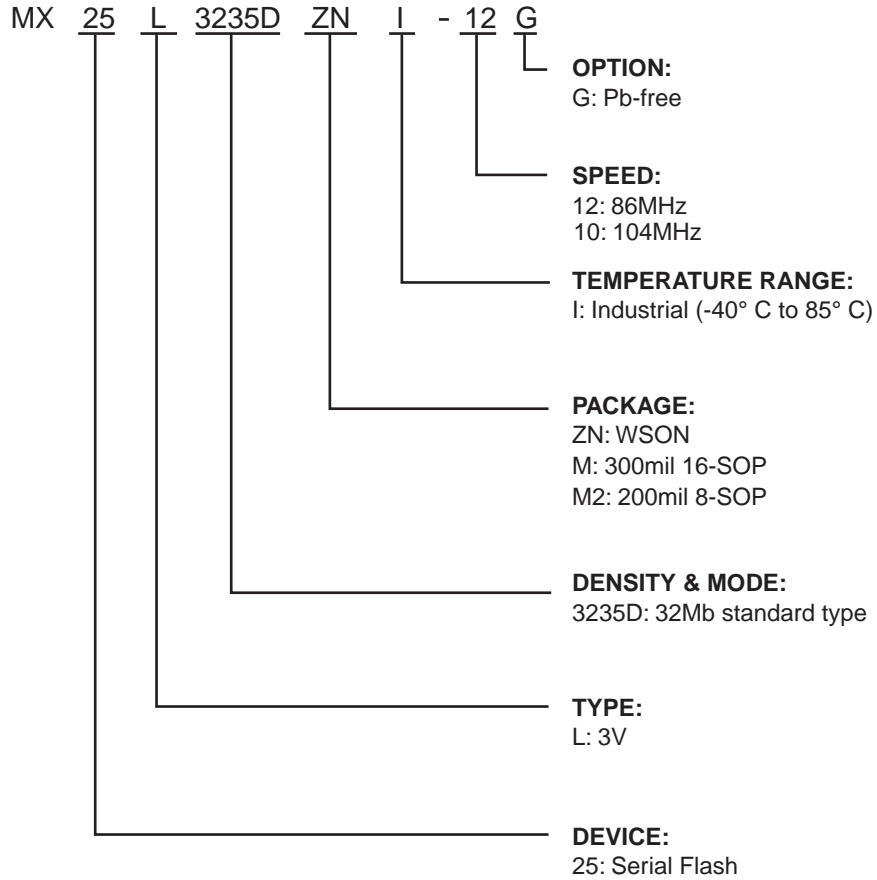 MX 25 L 3235D ZN I - 12 G
OPTION:
G: Pb-free
SPEED:
12: 86MHz
10: 104MHz
TEMPERATURE RANGE:
I: Industrial (-40° C to 85° C)
PACKAGE:
ZN: WSON
M: 300mil 16-SOP
M2: 200mil 8-SOP
DENSITY & MODE:
3235D: 32Mb standard type
TYPE:
L: 3V
DEVICE:
25: Serial Flash